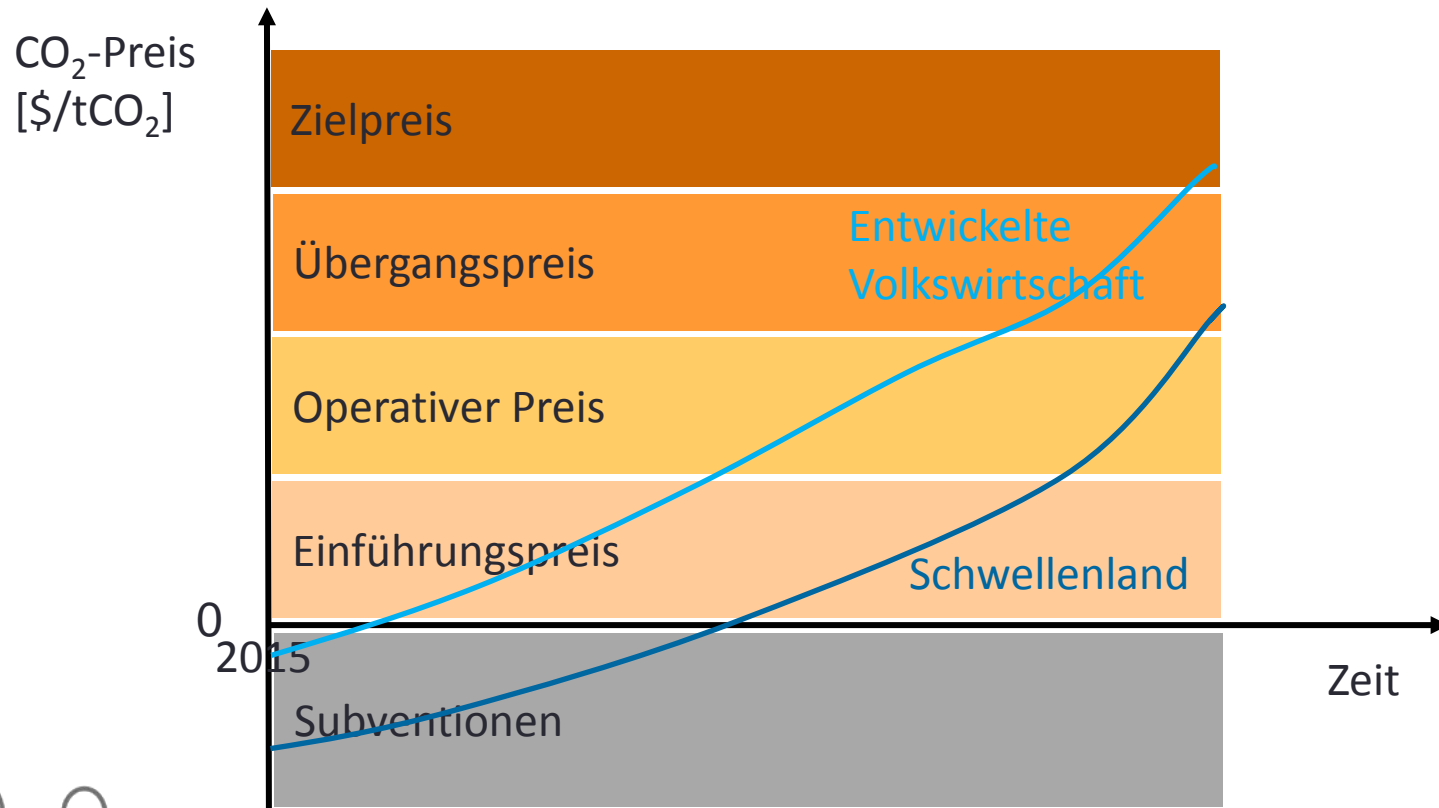 CO₂-Preis
[$/tCO₂]
Zielpreis
Entwickelte
Volkswirtschaft
Übergangspreis
Operativer Preis
Einführungspreis
Schwellenland
0
2015
Zeit
Subventionen